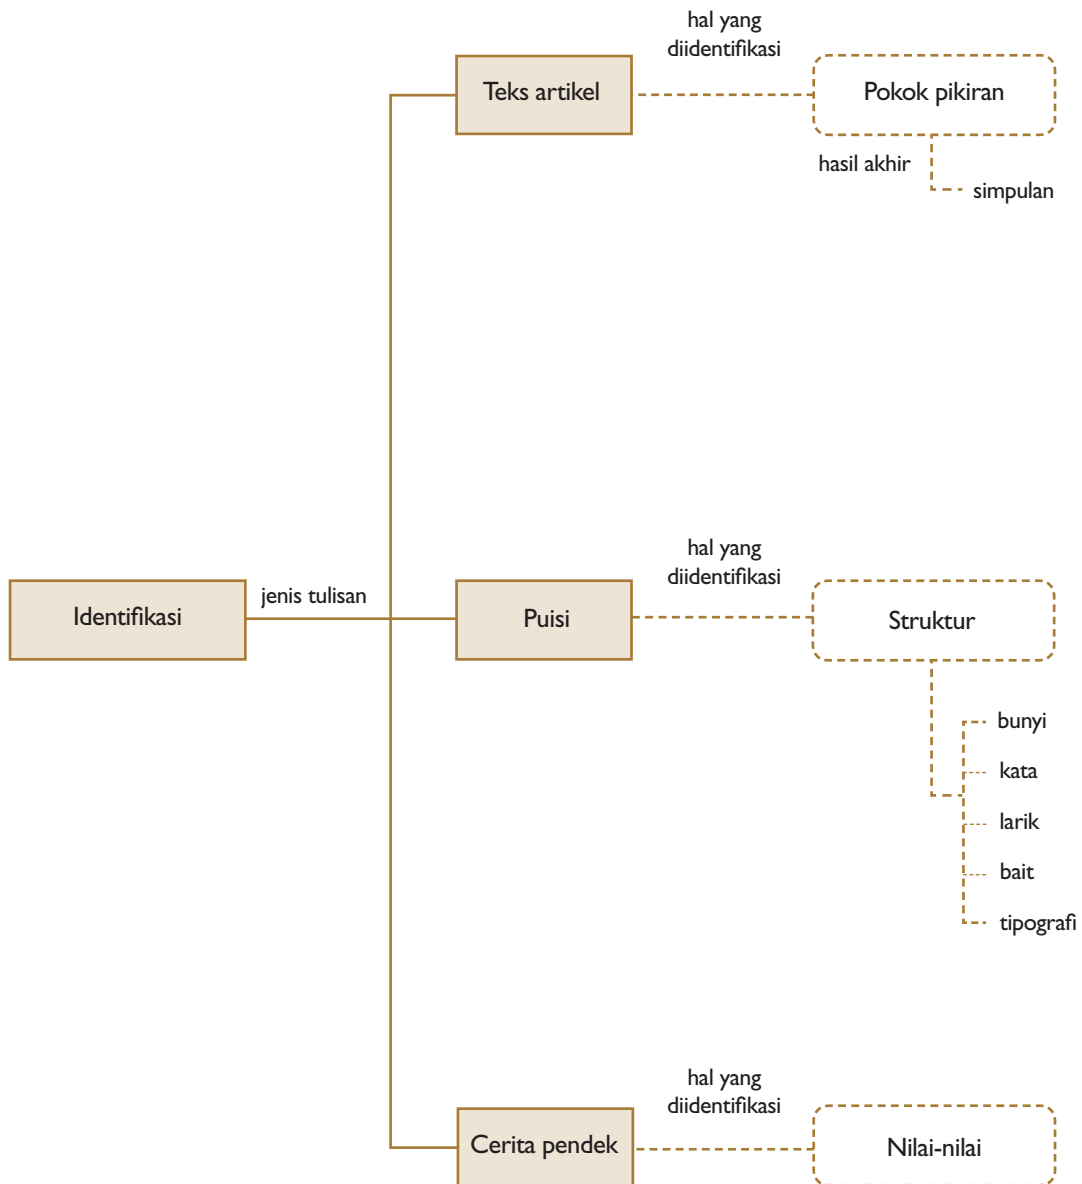 hal yang
diidentifikasi
Teks artikel
Pokok pikiran
hasil akhir
simpulan
hal yang
diidentifikasi
Identifikasi
jenis tulisan
Puisi
Struktur
bunyi
kata
larik
bait
tipografi
hal yang
diidentifikasi
Cerita pendek
Nilai-nilai